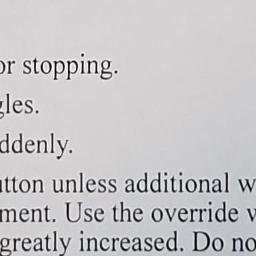 or stopping.
gles.
ddenly.
utton unless additional w
ment. Use the override v
greatly increased. Do no